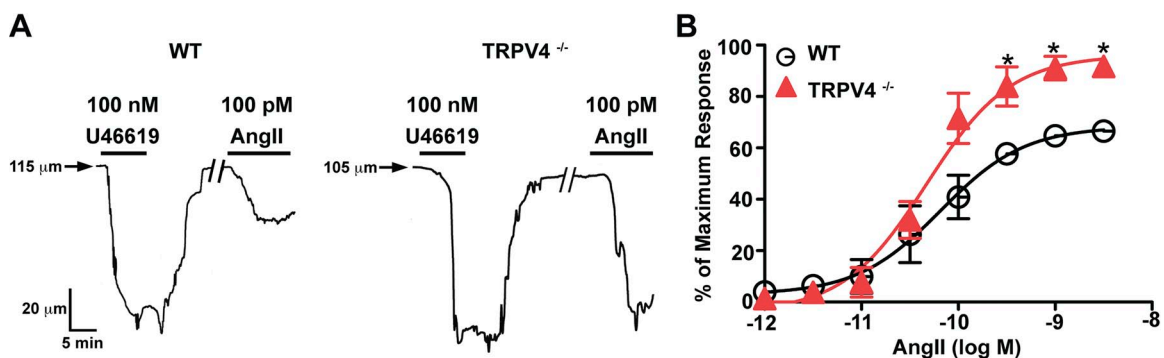 A
WT
TRPV4 -/-
100 nM
U46619
100 pM
AngII
100 nM
U46619
100 pM
AngII
115 μm
105 μm
20 μm
5 min
B
WT
TRPV4 -/-
* * *
% of Maximum Response
100
80
60
40
20
0
-12 -11 -10 -9 -8
AngII (log M)